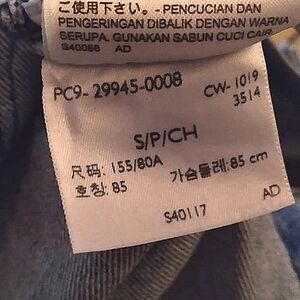 ご使用下さい。- PENCUCIAN DAN
PENGERINGAN DIBALIK DENGAN WARNA
SERUPA. GUNAKAN SABUN CUCI CAIR
S40088 AD
PC9- 29945-0008
CW-1019
3514
S/P/CH
尺码: 155/80A 가슴둘레: 85 cm
호칭: 85
AD
S40117